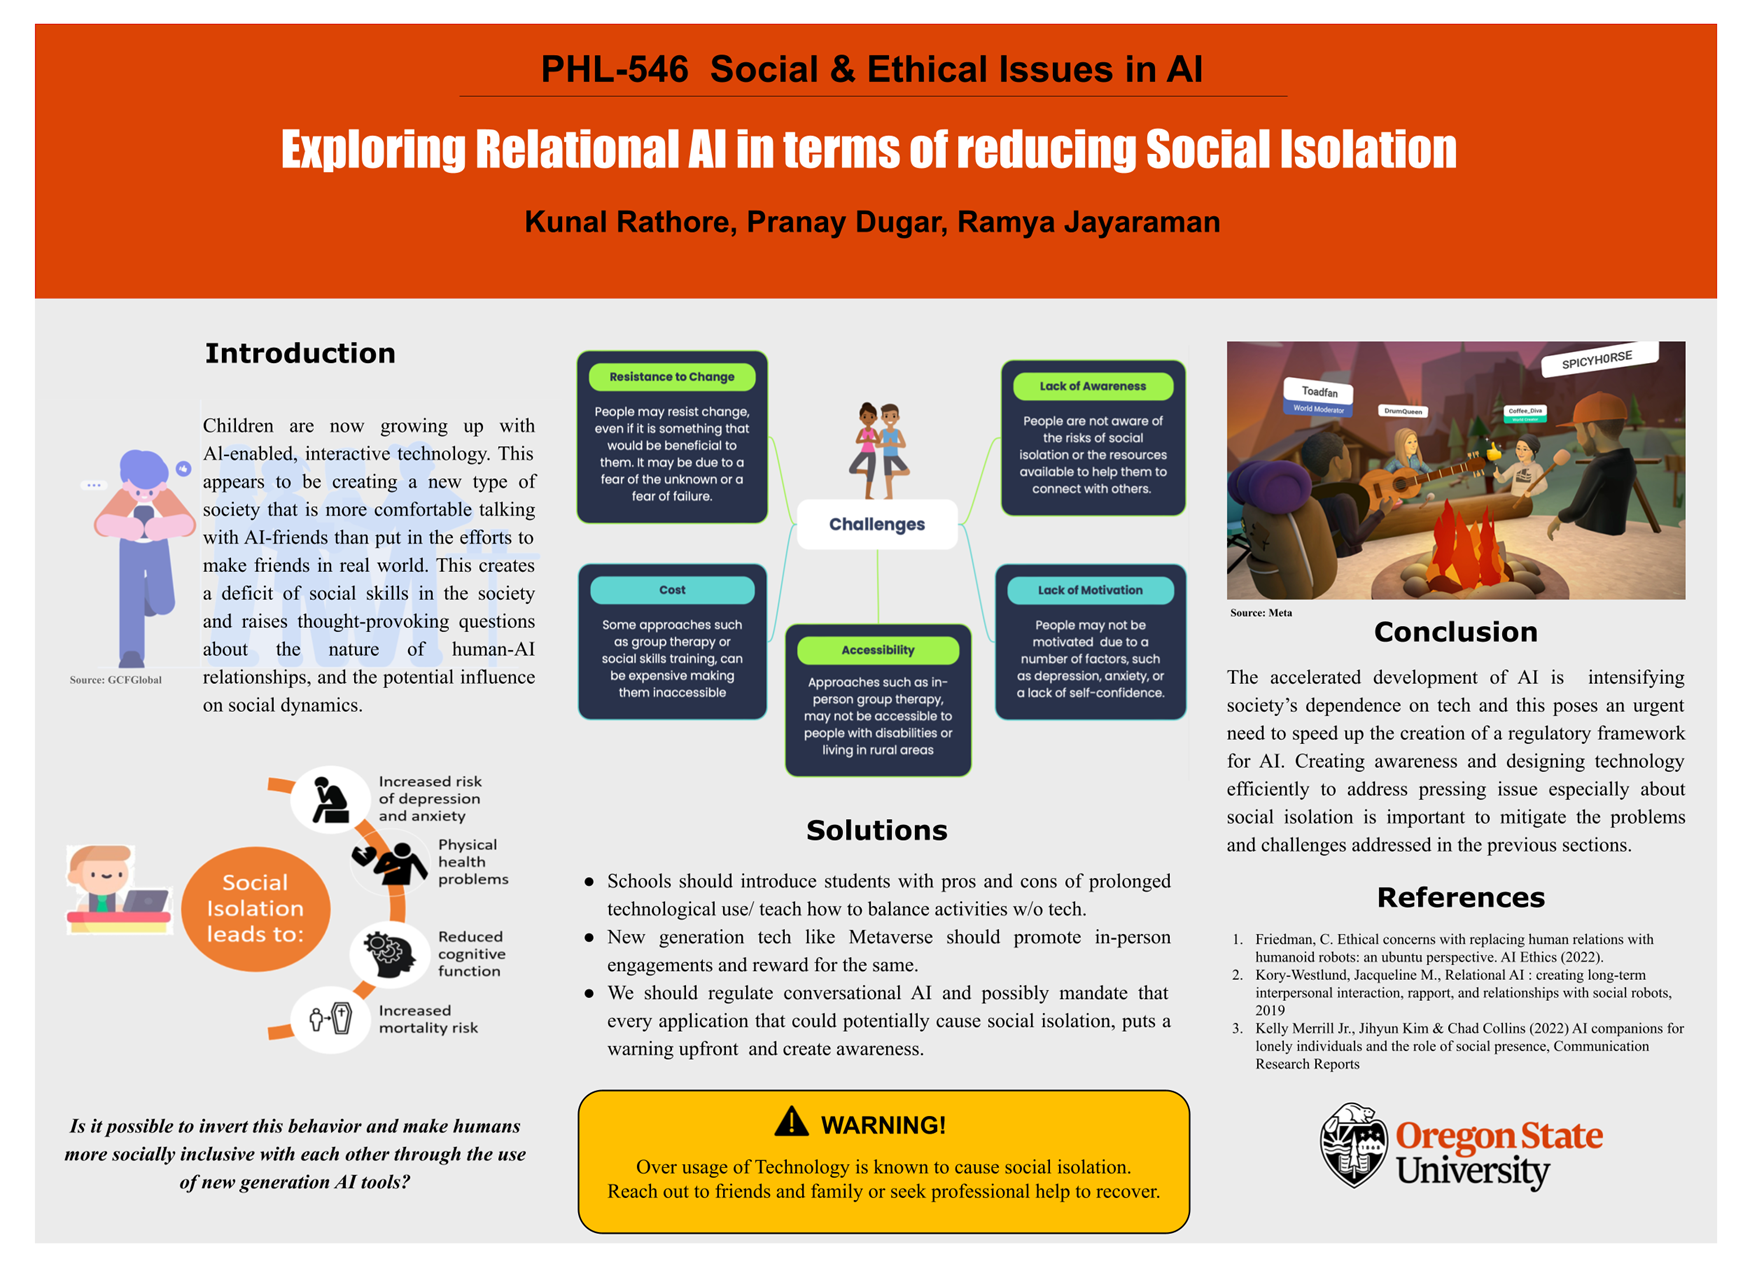 PHL-546 Social & Ethical Issues in AI
Exploring Relational AI in terms of reducing Social Isolation
Kunal Rathore, Pranay Dugar, Ramya Jayaraman
Introduction
Children are now growing up with
AI-enabled, interactive technology. This
appears to be creating a new type of
society that is more comfortable talking
with AI-friends than put in the efforts to
make friends in real world. This creates
a deficit of social skills in the society
and raises thought-provoking questions
about the nature of human-AI
relationships, and the potential influence
on social dynamics.
Source: GCFGlobal
Social
Isolation
leads to:
Increased risk
of depression
and anxiety
Physical
health
problems
Reduced
cognitive
function
Increased
mortality risk
Is it possible to invert this behavior and make humans
more socially inclusive with each other through the use
of new generation AI tools?
Resistance to Change
People may resist change,
even if it is something that
would be beneficial to
them. It may be due to a
fear of the unknown or a
fear of failure.
Lack of Awareness
People are not aware of
the risks of social
isolation or the resources
available to help them to
connect with others.
Challenges
Cost
Some approaches such
as group therapy or
social skills training, can
be expensive making
them inaccessible
Accessibility
Approaches such as in-
person group therapy,
may not be accessible to
people with disabilities or
living in rural areas
Lack of Motivation
People may not be
motivated due to a
number of factors, such
as depression, anxiety, or
a lack of self-confidence.
Solutions
● Schools should introduce students with pros and cons of prolonged
technological use/ teach how to balance activities w/o tech.
● New generation tech like Metaverse should promote in-person
engagements and reward for the same.
● We should regulate conversational AI and possibly mandate that
every application that could potentially cause social isolation, puts a
warning upfront and create awareness.
WARNING!
Over usage of Technology is known to cause social isolation.
Reach out to friends and family or seek professional help to recover.
SPICYH0RSE
Toadfan
World Moderator
DrumQueen
Coffee_Diva
World Creator
Source: Meta
Conclusion
The accelerated development of AI is intensifying
society’s dependence on tech and this poses an urgent
need to speed up the creation of a regulatory framework
for AI. Creating awareness and designing technology
efficiently to address pressing issue especially about
social isolation is important to mitigate the problems
and challenges addressed in the previous sections.
References
1. Friedman, C. Ethical concerns with replacing human relations with
humanoid robots: an ubuntu perspective. AI Ethics (2022).
2. Kory-Westlund, Jacqueline M., Relational AI : creating long-term
interpersonal interaction, rapport, and relationships with social robots,
2019
3. Kelly Merrill Jr., Jihyun Kim & Chad Collins (2022) AI companions for
lonely individuals and the role of social presence, Communication
Research Reports
Oregon State
University